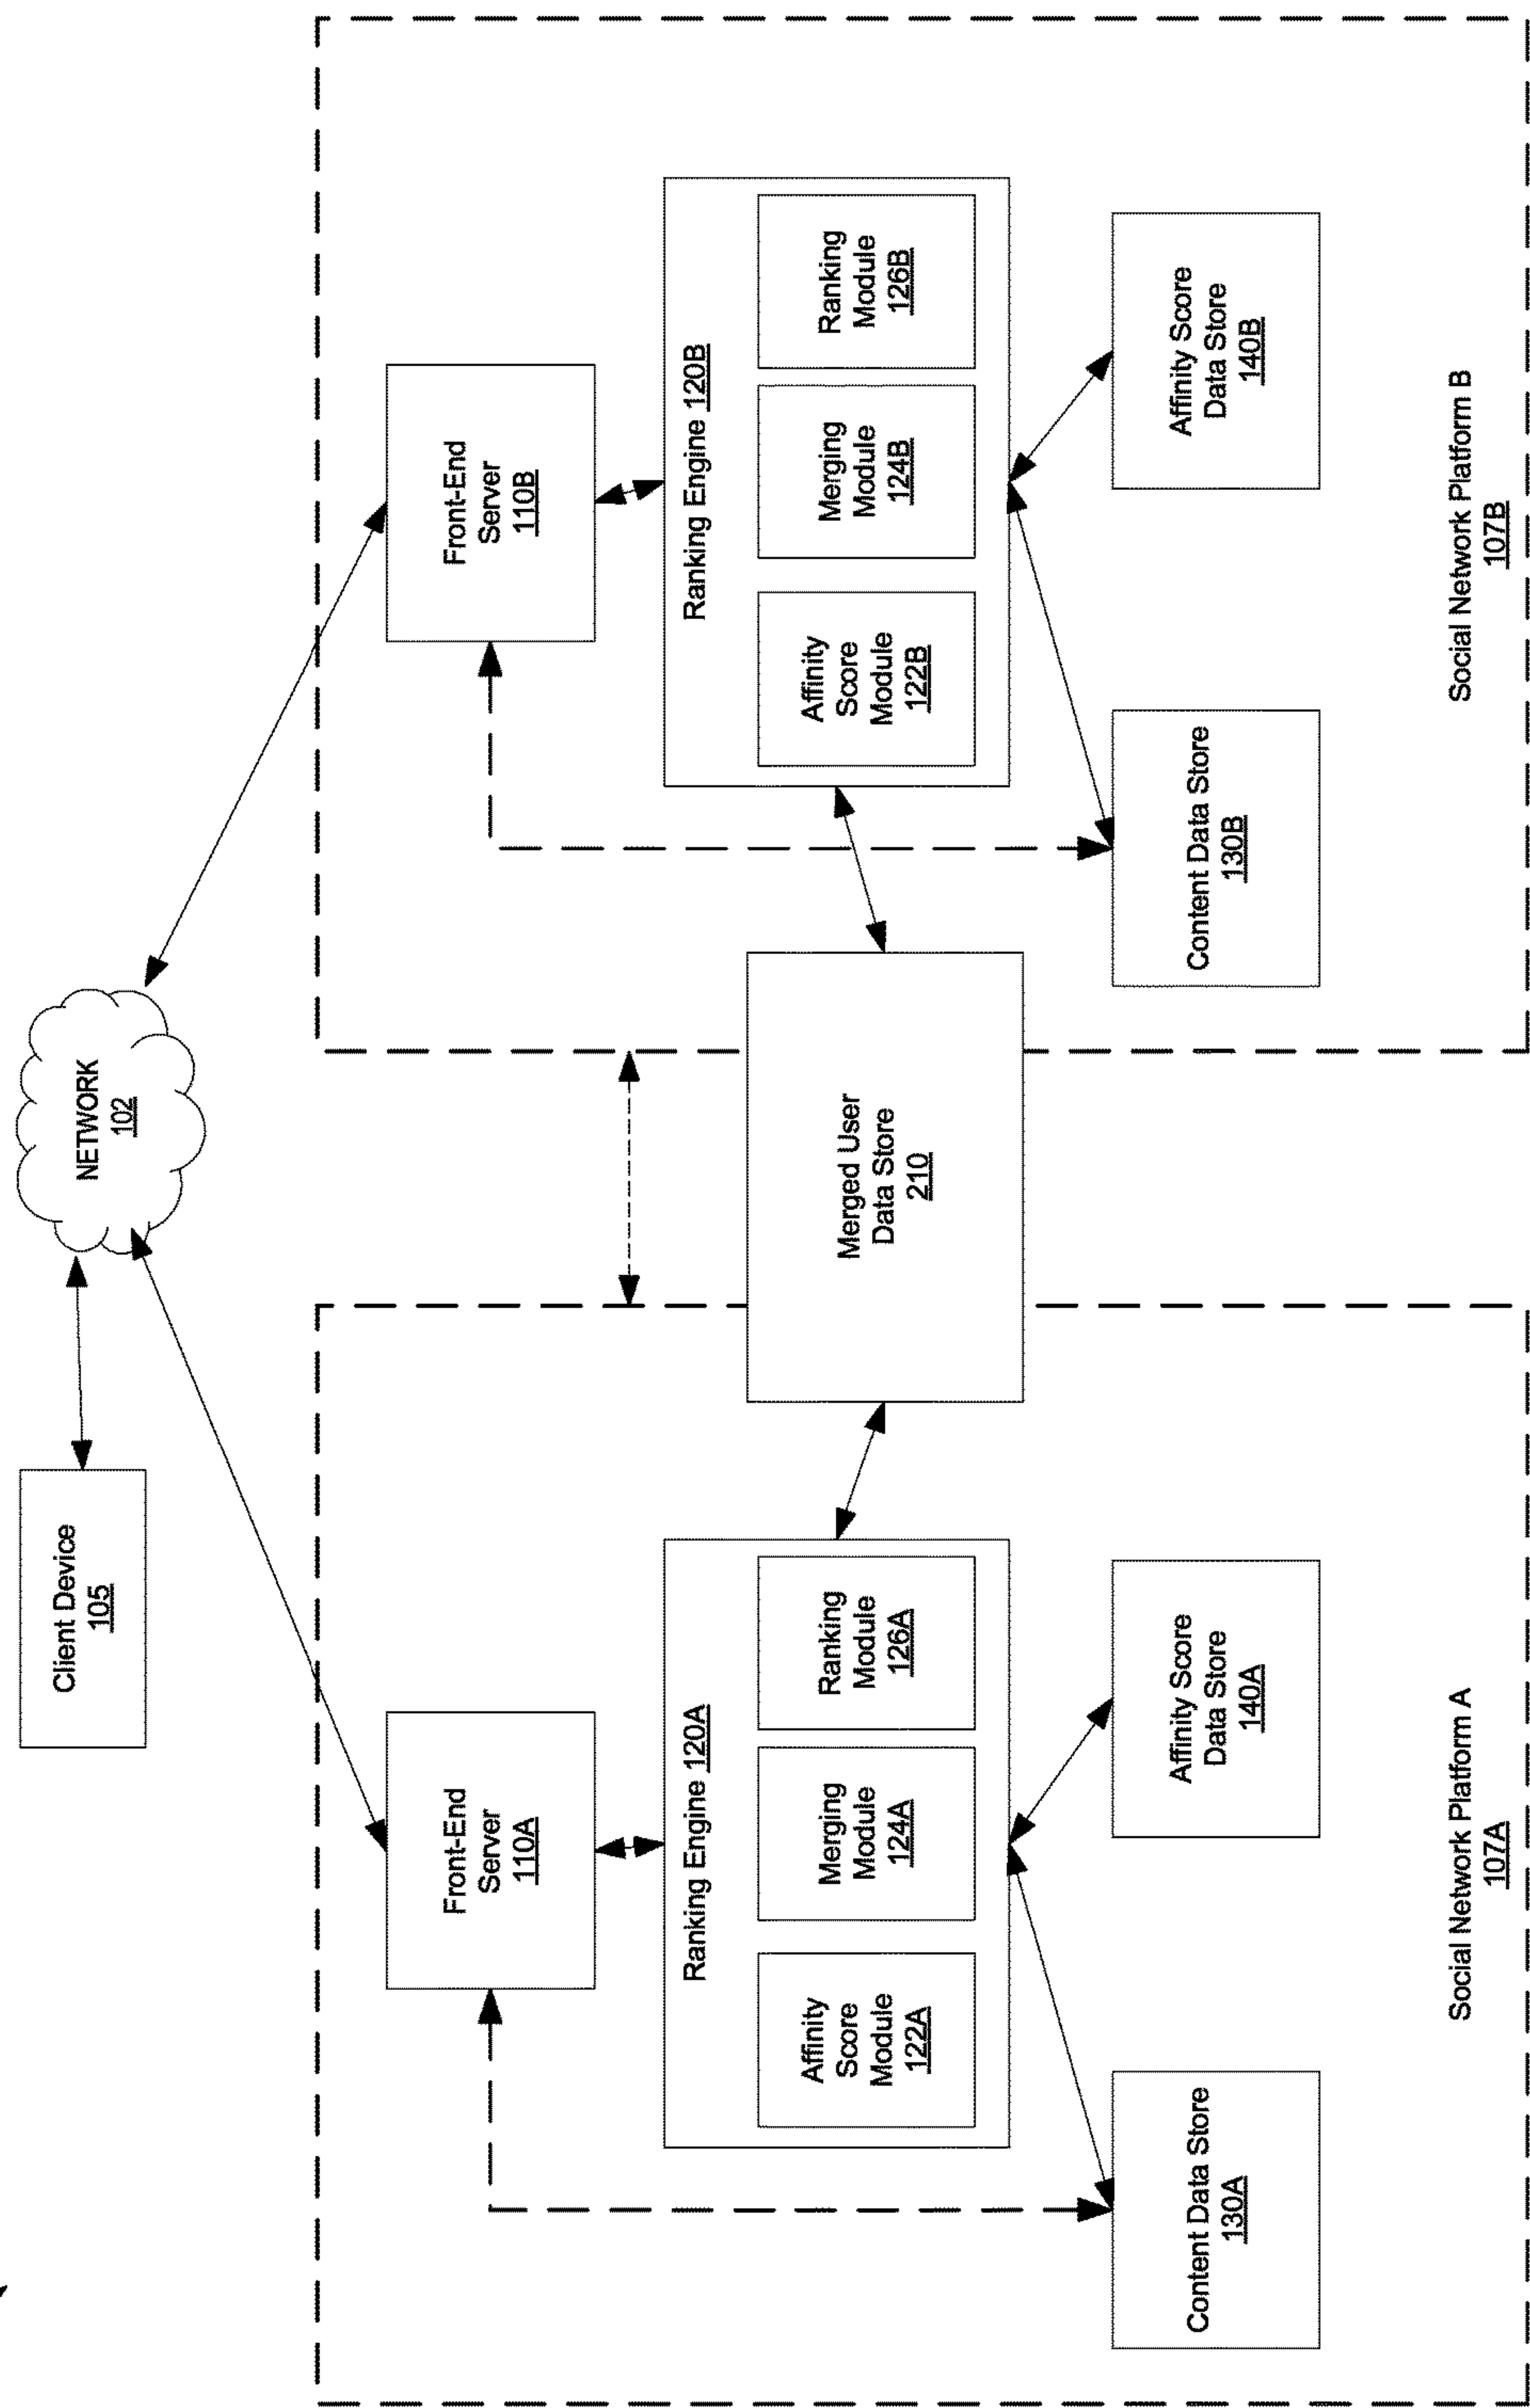 Client Device
105
NETWORK
102
Front-End
Server
110A
Ranking Engine 120A
Affinity
Score
Module
122A
Merging
Module
124A
Ranking
Module
126A
Content Data Store
130A
Affinity Score
Data Store
140A
Social Network Platform A
107A
Merged User
Data Store
210
Front-End
Server
110B
Ranking Engine 120B
Affinity
Score
Module
122B
Merging
Module
124B
Ranking
Module
126B
Content Data Store
130B
Affinity Score
Data Store
140B
Social Network Platform B
107B